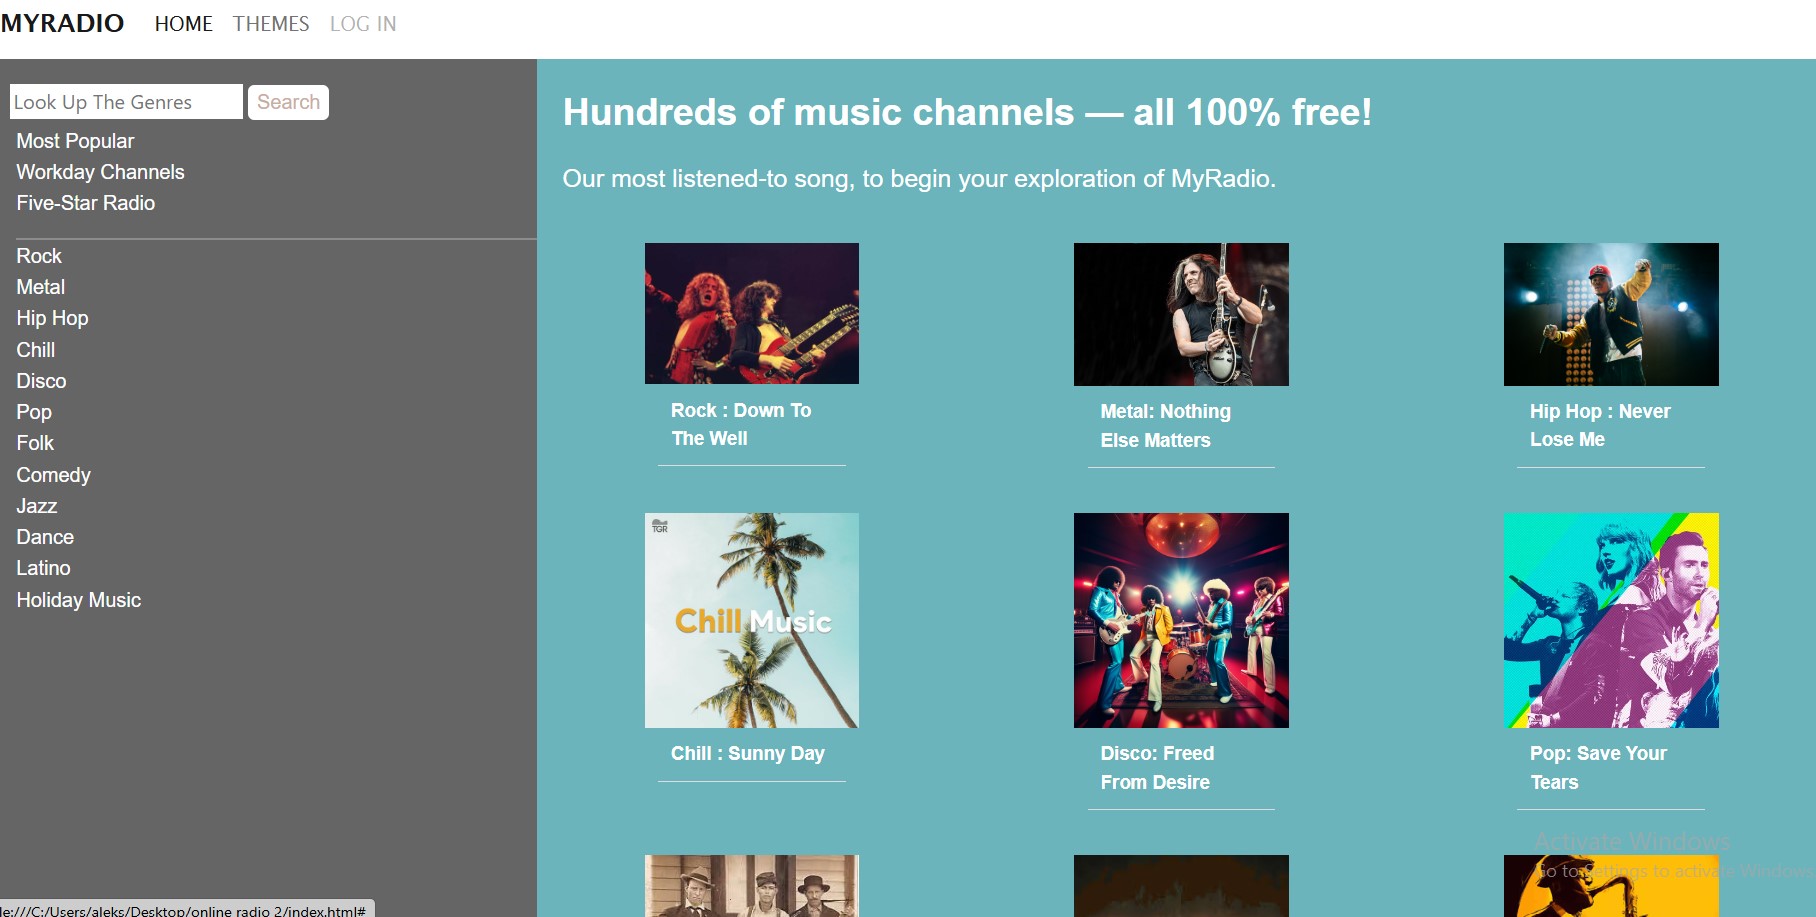 MYRADIO HOME THEMES LOG IN
Look Up The Genres Search
Most Popular
Workday Channels
Five-Star Radio
Rock
Metal
Hip Hop
Chill
Disco
Pop
Folk
Comedy
Jazz
Dance
Latino
Holiday Music
Hundreds of music channels — all 100% free!
Our most listened-to song, to begin your exploration of MyRadio.
Rock : Down To
The Well
Metal: Nothing
Else Matters
Hip Hop : Never
Lose Me
TGR
Chill Music
Chill : Sunny Day
Disco: Freed
From Desire
Pop: Save Your
Tears
Activate Windows
Go to Settings to activate Windows
le:///C:/Users/aleks/Desktop/online radio 2/index.html#